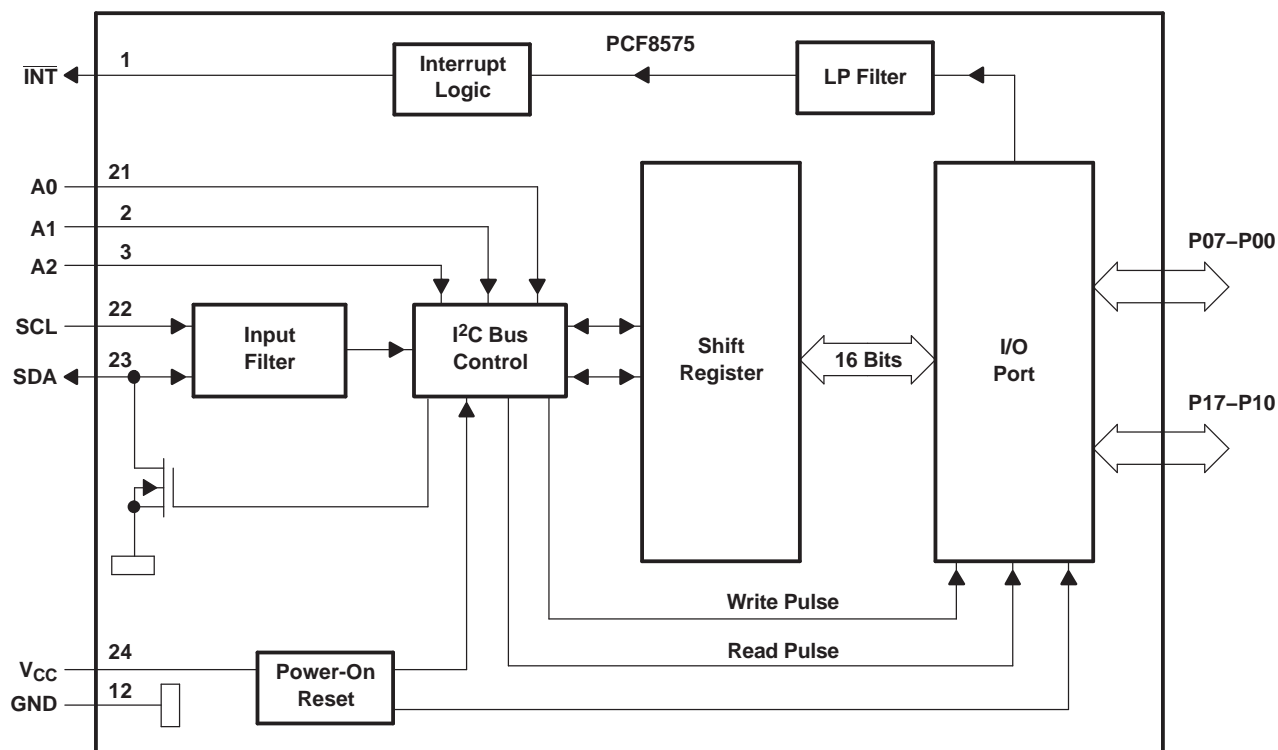 PCF8575
INT
1
Interrupt
Logic
LP Filter
A0
21
A1
2
A2
3
SCL
22
SDA
23
Input
Filter
I²C Bus
Control
Shift
Register
16 Bits
I/O
Port
P07–P00
P17–P10
Write Pulse
Read Pulse
VCC
24
GND
12
Power-On
Reset